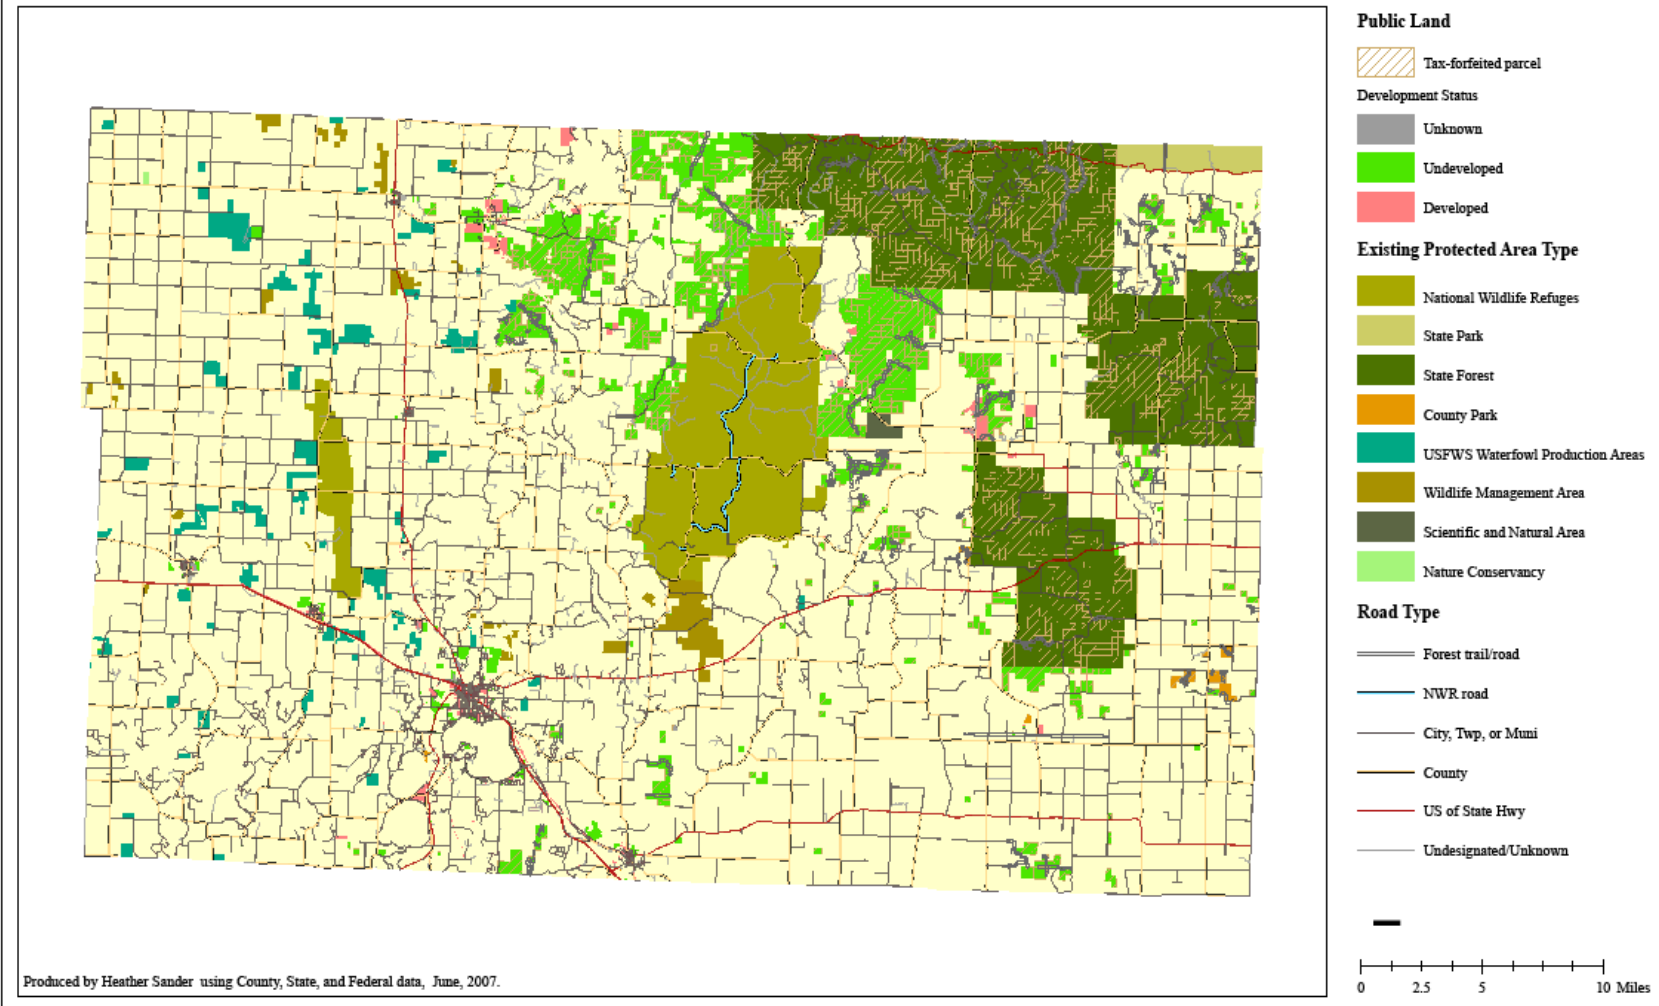 Public Land
Tax-forfeited parcel
Development Status
Unknown
Undeveloped
Developed
Existing Protected Area Type
National Wildlife Refuges
State Park
State Forest
County Park
USFWS Waterfowl Production Areas
Wildlife Management Area
Scientific and Natural Area
Nature Conservancy
Road Type
Forest trail/road
NWR road
City, Twp, or Muni
County
US of State Hwy
Undesignated/Unknown
0 2.5 5 10 Miles
Produced by Heather Sander using County, State, and Federal data, June, 2007.